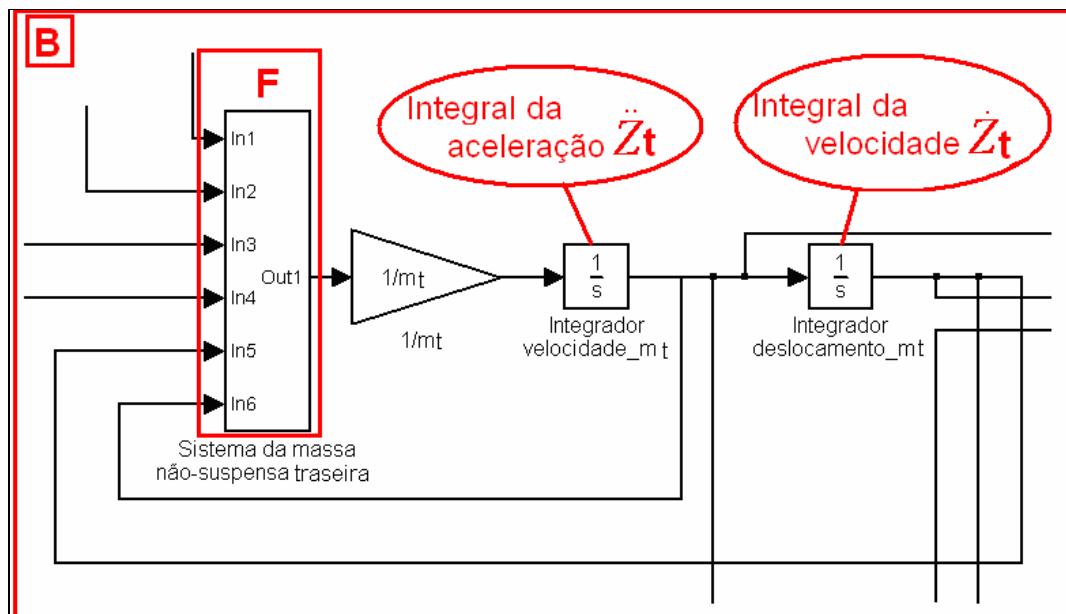 B
F
Integral da
aceleração Z̈t
Integral da
velocidade Żt
In1
In2
In3
In4
In5
In6
Out1
1/mt
1/mt
1
s
Integrador
velocidade_mt
1
s
Integrador
deslocamento_mt
Sistema da massa
não-suspensa traseira